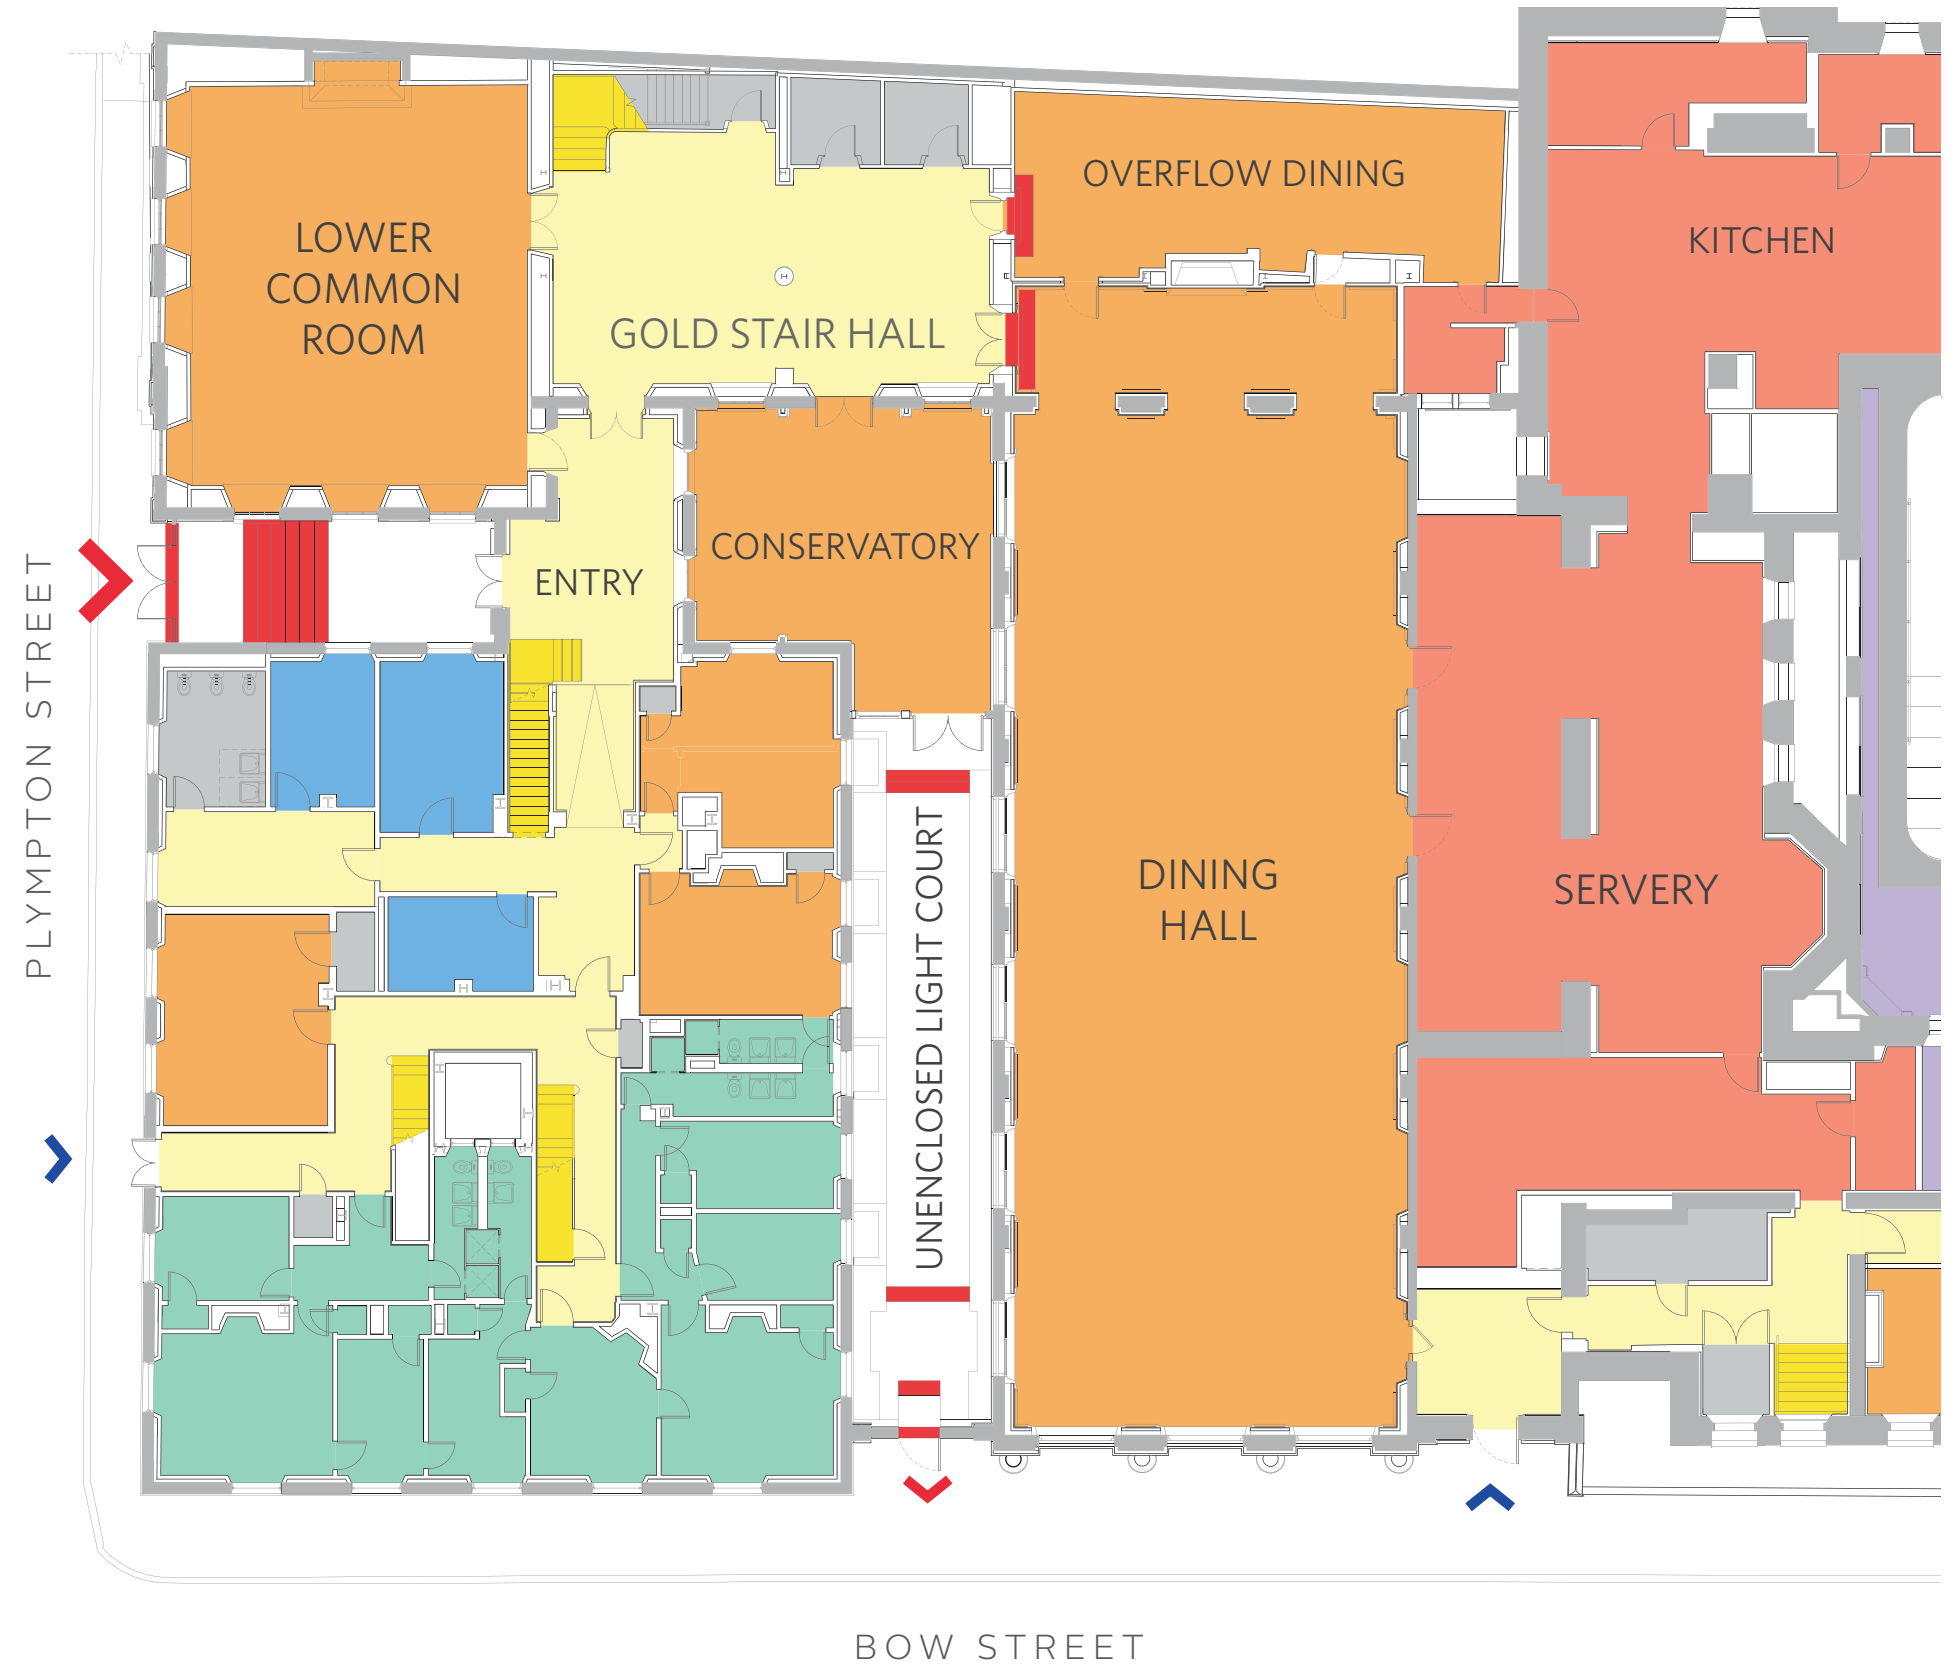 OVERFLOW DINING
LOWER
COMMON
ROOM
KITCHEN
GOLD STAIR HALL
CONSERVATORY
ENTRY
PLYMPTON STREET
UNENCLOSED LIGHT COURT
DINING
HALL
SERVERY
BOW STREET